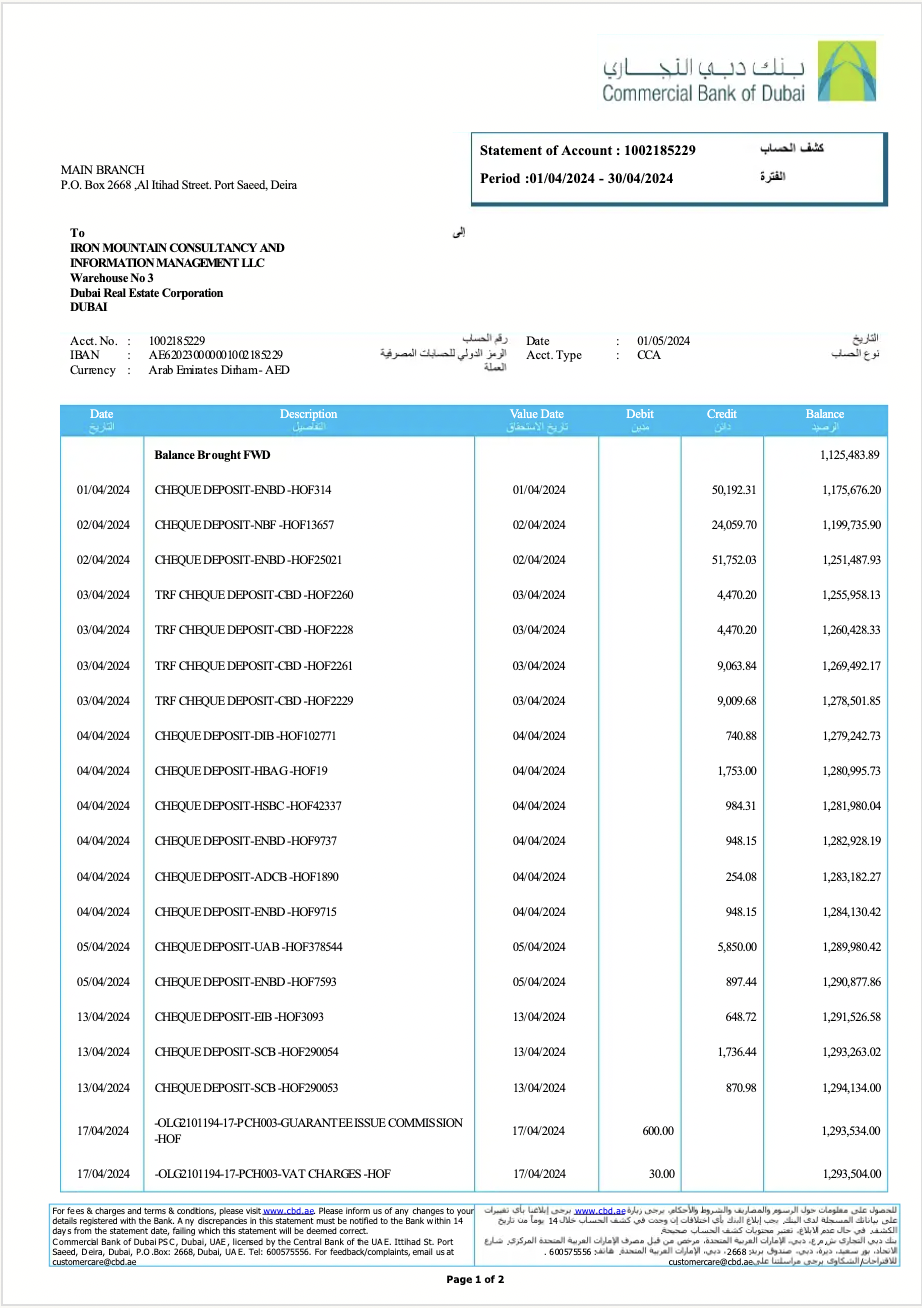 بنك دبي التجاري
Commercial Bank of Dubai
Statement of Account : 1002185229 كشف الحساب
Period :01/04/2024 - 30/04/2024 الفترة
MAIN BRANCH
P.O. Box 2668 ,Al Itihad Street. Port Saeed, Deira
To إلى
IRON MOUNTAIN CONSULTANCY AND
INFORMATION MANAGEMENT LLC
Warehouse No 3
Dubai Real Estate Corporation
DUBAI
Acct. No. : 1002185229 رقم الحساب Date : 01/05/2024 التاريخ
IBAN : AE620230000001002185229 الرمز الدولي للحسابات المصرفية Acct. Type : CCA نوع الحساب
Currency : Arab Emirates Dirham- AED العملة
Date Description Value Date Debit Credit Balance
التاريخ التفاصيل تاريخ الاستحقاق مدين دائن الرصيد
Balance Brought FWD 1,125,483.89
01/04/2024 CHEQUE DEPOSIT-ENBD -HOF314 01/04/2024 50,192.31 1,175,676.20
02/04/2024 CHEQUE DEPOSIT-NBF -HOF13657 02/04/2024 24,059.70 1,199,735.90
02/04/2024 CHEQUE DEPOSIT-ENBD -HOF25021 02/04/2024 51,752.03 1,251,487.93
03/04/2024 TRF CHEQUE DEPOSIT-CBD -HOF2260 03/04/2024 4,470.20 1,255,958.13
03/04/2024 TRF CHEQUE DEPOSIT-CBD -HOF2228 03/04/2024 4,470.20 1,260,428.33
03/04/2024 TRF CHEQUE DEPOSIT-CBD -HOF2261 03/04/2024 9,063.84 1,269,492.17
03/04/2024 TRF CHEQUE DEPOSIT-CBD -HOF2229 03/04/2024 9,009.68 1,278,501.85
04/04/2024 CHEQUE DEPOSIT-DIB -HOF102771 04/04/2024 740.88 1,279,242.73
04/04/2024 CHEQUE DEPOSIT-HBAG -HOF19 04/04/2024 1,753.00 1,280,995.73
04/04/2024 CHEQUE DEPOSIT-HSBC -HOF42337 04/04/2024 984.31 1,281,980.04
04/04/2024 CHEQUE DEPOSIT-ENBD -HOF9737 04/04/2024 948.15 1,282,928.19
04/04/2024 CHEQUE DEPOSIT-ADCB -HOF1890 04/04/2024 254.08 1,283,182.27
04/04/2024 CHEQUE DEPOSIT-ENBD -HOF9715 04/04/2024 948.15 1,284,130.42
05/04/2024 CHEQUE DEPOSIT-UAB -HOF378544 05/04/2024 5,850.00 1,289,980.42
05/04/2024 CHEQUE DEPOSIT-ENBD -HOF7593 05/04/2024 897.44 1,290,877.86
13/04/2024 CHEQUE DEPOSIT-EIB -HOF3093 13/04/2024 648.72 1,291,526.58
13/04/2024 CHEQUE DEPOSIT-SCB -HOF290054 13/04/2024 1,736.44 1,293,263.02
13/04/2024 CHEQUE DEPOSIT-SCB -HOF290053 13/04/2024 870.98 1,294,134.00
17/04/2024 -OLG2101194-17-PCH003-GUARANTEE ISSUE COMMISSION 17/04/2024 600.00 1,293,534.00
-HOF
17/04/2024 -OLG2101194-17-PCH003-VAT CHARGES -HOF 17/04/2024 30.00 1,293,504.00
For fees & charges and terms & conditions, please visit www.cbd.ae. Please inform us of any changes to your
details registered with the Bank. Any discrepancies in this statement must be notified to the Bank within 14
days from the statement date, failing which this statement will be deemed correct.
Commercial Bank of Dubai PSC, Dubai, UAE, licensed by the Central Bank of the UAE. Ittihad St. Port
Saeed, Deira, Dubai, P.O.Box: 2668, Dubai, UAE. Tel: 600575556. For feedback/complaints, email us at
customercare@cbd.ae
للحصول على معلومات حول الرسوم والمصاريف والشروط والأحكام، يرجى زيارة www.cbd.ae يرجى إبلاغنا بأي تغييرات
على بياناتك المسجلة لدى البنك. يجب إبلاغ البنك بأي اختلافات إن وجدت في كشف الحساب خلال 14 يوماً من تاريخ
الكشف. في حال عدم الابلاغ، تعتبر محتويات كشف الحساب صحيحة.
بنك دبي التجاري ش.م.ع، دبي، الإمارات العربية المتحدة، مرخص من قبل مصرف الإمارات العربية المتحدة المركزي. شارع
الاتحاد، بور سعيد، ديرة، دبي، صندوق بريد: 2668، دبي، الإمارات العربية المتحدة. هاتف: 600575556 .
للاقتراحات/الشكاوى يرجى مراسلتنا على customercare@cbd.ae
Page 1 of 2